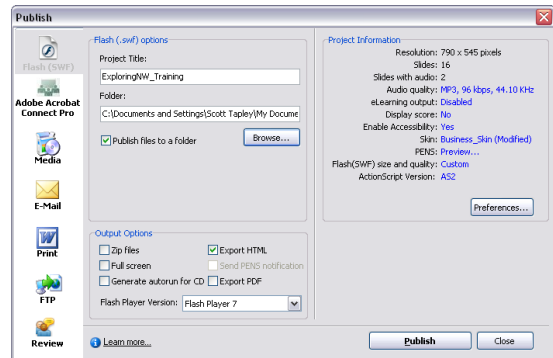 Publish
Flash (SWF)
Adobe Acrobat
Connect Pro
Media
E-Mail
Print
FTP
Review
Flash (.swf) options
Project Title:
ExploringNW_Training
Folder:
C:\Documents and Settings\Scott Tapley\My Docume
Publish files to a folder
Browse...
Output Options
Zip files
Export HTML
Full screen
Send PENS notification
Generate autorun for CD
Export PDF
Flash Player Version:
Flash Player 7
Project Information
Resolution: 790 x 545 pixels
Slides: 16
Slides with audio: 2
Audio quality: MP3, 96 kbps, 44.10 KHz
eLearning output: Disabled
Display score: No
Enable Accessibility: Yes
Skin: Business_Skin (Modified)
PENS: Preview...
Flash(SWF) size and quality: Custom
ActionScript Version: AS2
Preferences...
Learn more...
Publish
Close